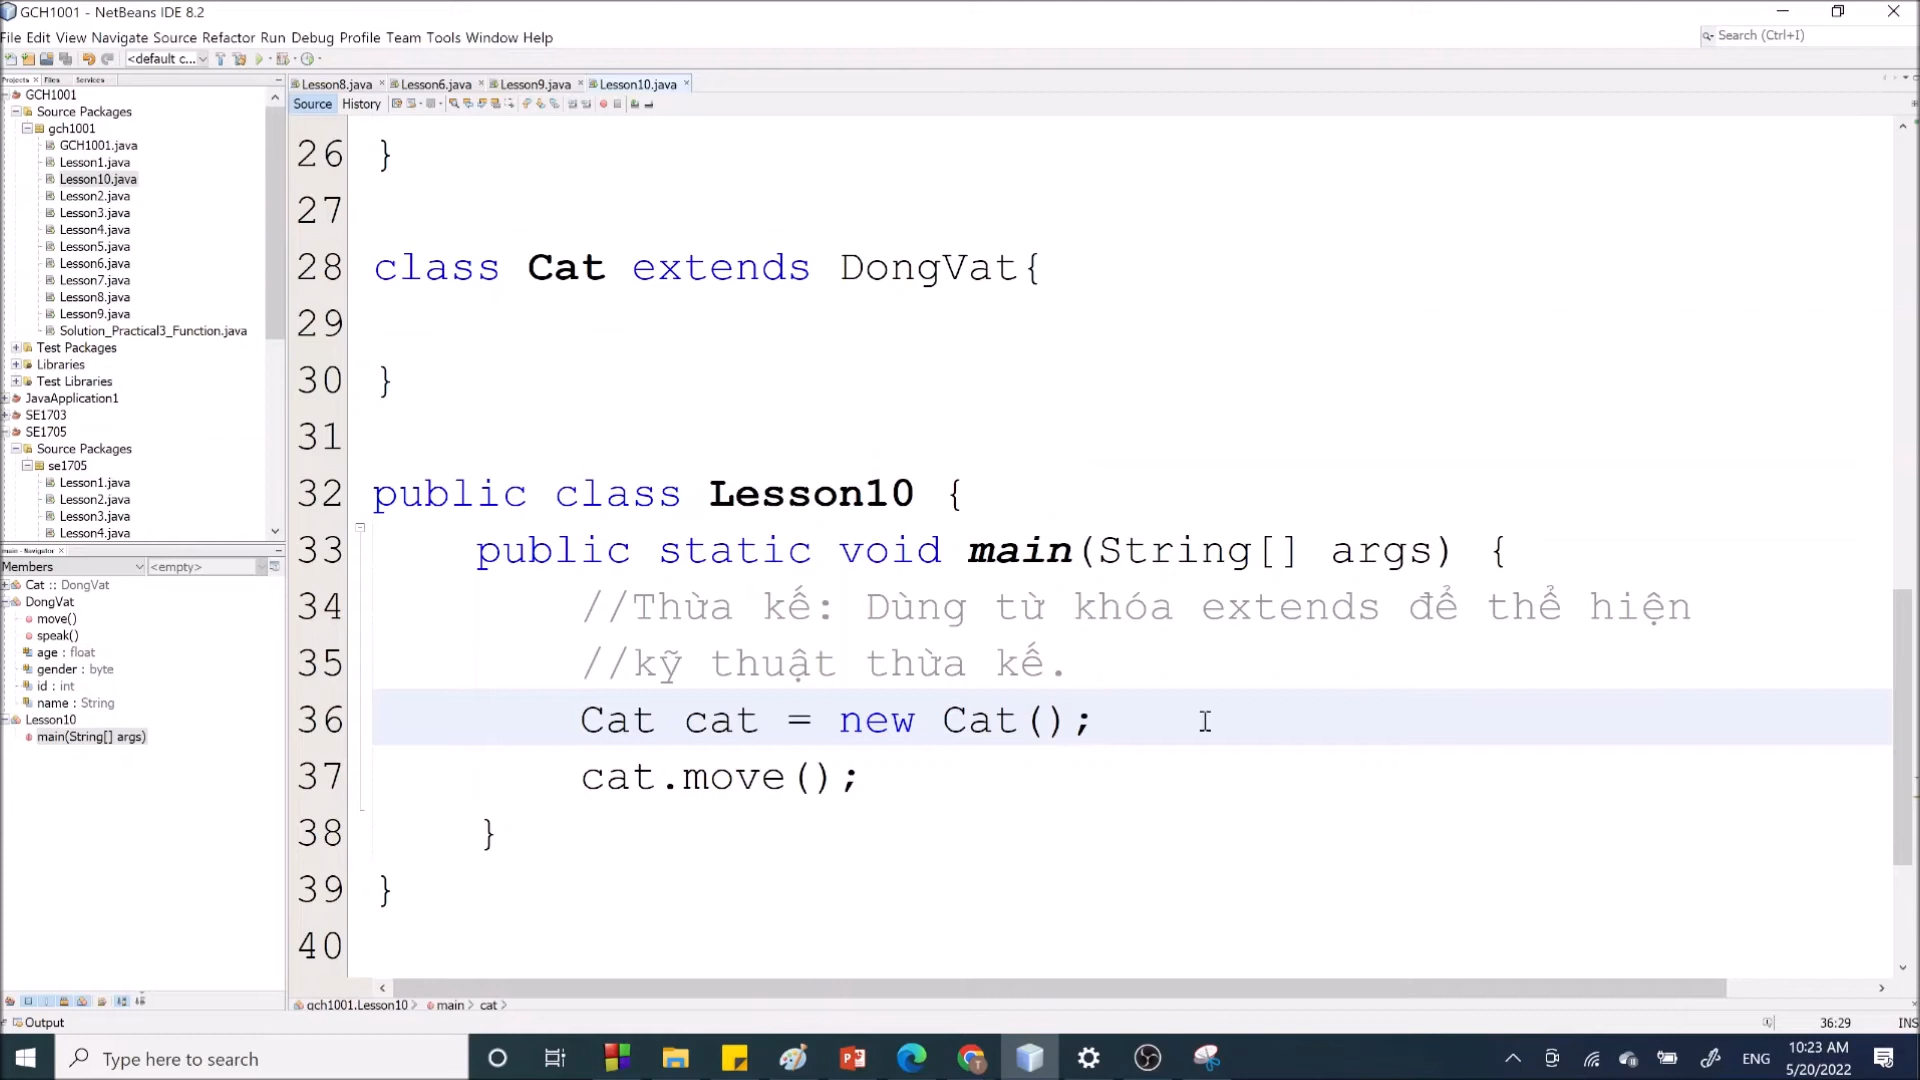 GCH1001 - NetBeans IDE 8.2
File Edit View Navigate Source Refactor Run Debug Profile Team Tools Window Help
Search (Ctrl+I)
<default c...
Projects Files Services
Lesson8.java Lesson6.java Lesson9.java Lesson10.java
Source History
GCH1001
Source Packages
gch1001
GCH1001.java
Lesson1.java
Lesson10.java
Lesson2.java
Lesson3.java
Lesson4.java
Lesson5.java
Lesson6.java
Lesson7.java
Lesson8.java
Lesson9.java
Solution_Practical3_Function.java
Test Packages
Libraries
Test Libraries
JavaApplication1
SE1703
SE1705
Source Packages
se1705
Lesson1.java
Lesson2.java
Lesson3.java
Lesson4.java
main - Navigator
Members <empty>
Cat :: DongVat
DongVat
move()
speak()
age : float
gender : byte
id : int
name : String
Lesson10
main(String[] args)
26 }
27
28 class Cat extends DongVat{
29
30 }
31
32 public class Lesson10 {
33 public static void main(String[] args) {
34 //Thừa kế: Dùng từ khóa extends để thể hiện
35 //kỹ thuật thừa kế.
36 Cat cat = new Cat();
37 cat.move();
38 }
39 }
40
gch1001.Lesson10 main cat
Output
36:29 INS
Type here to search
ENG
10:23 AM
5/20/2022